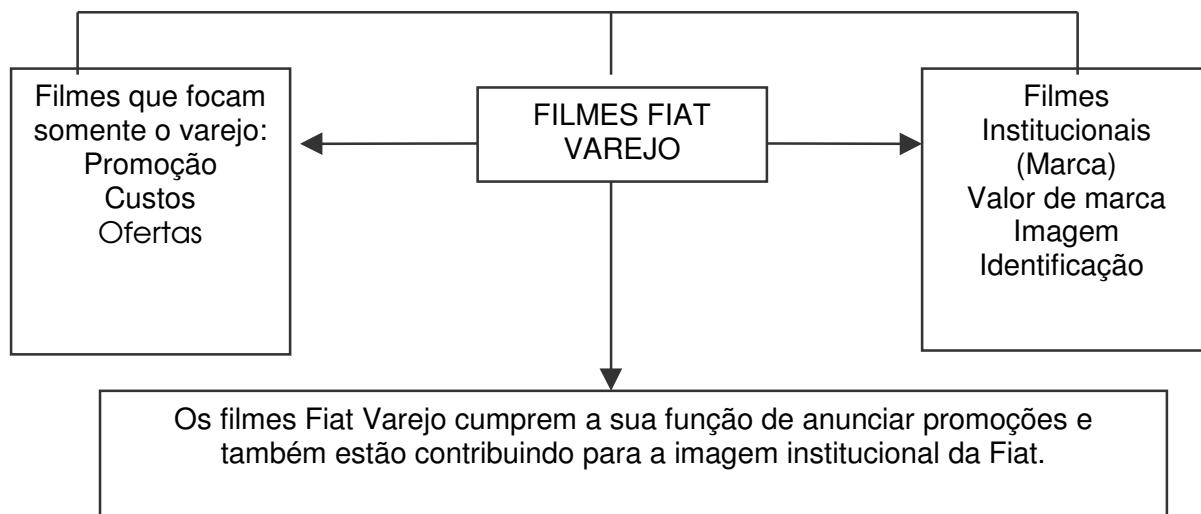 Filmes que focam
somente o varejo:
Promoção
Custos
Ofertas
FILMES FIAT
VAREJO
Filmes
Institucionais
(Marca)
Valor de marca
Imagem
Identificação
Os filmes Fiat Varejo cumprem a sua função de anunciar promoções e
também estão contribuindo para a imagem institucional da Fiat.